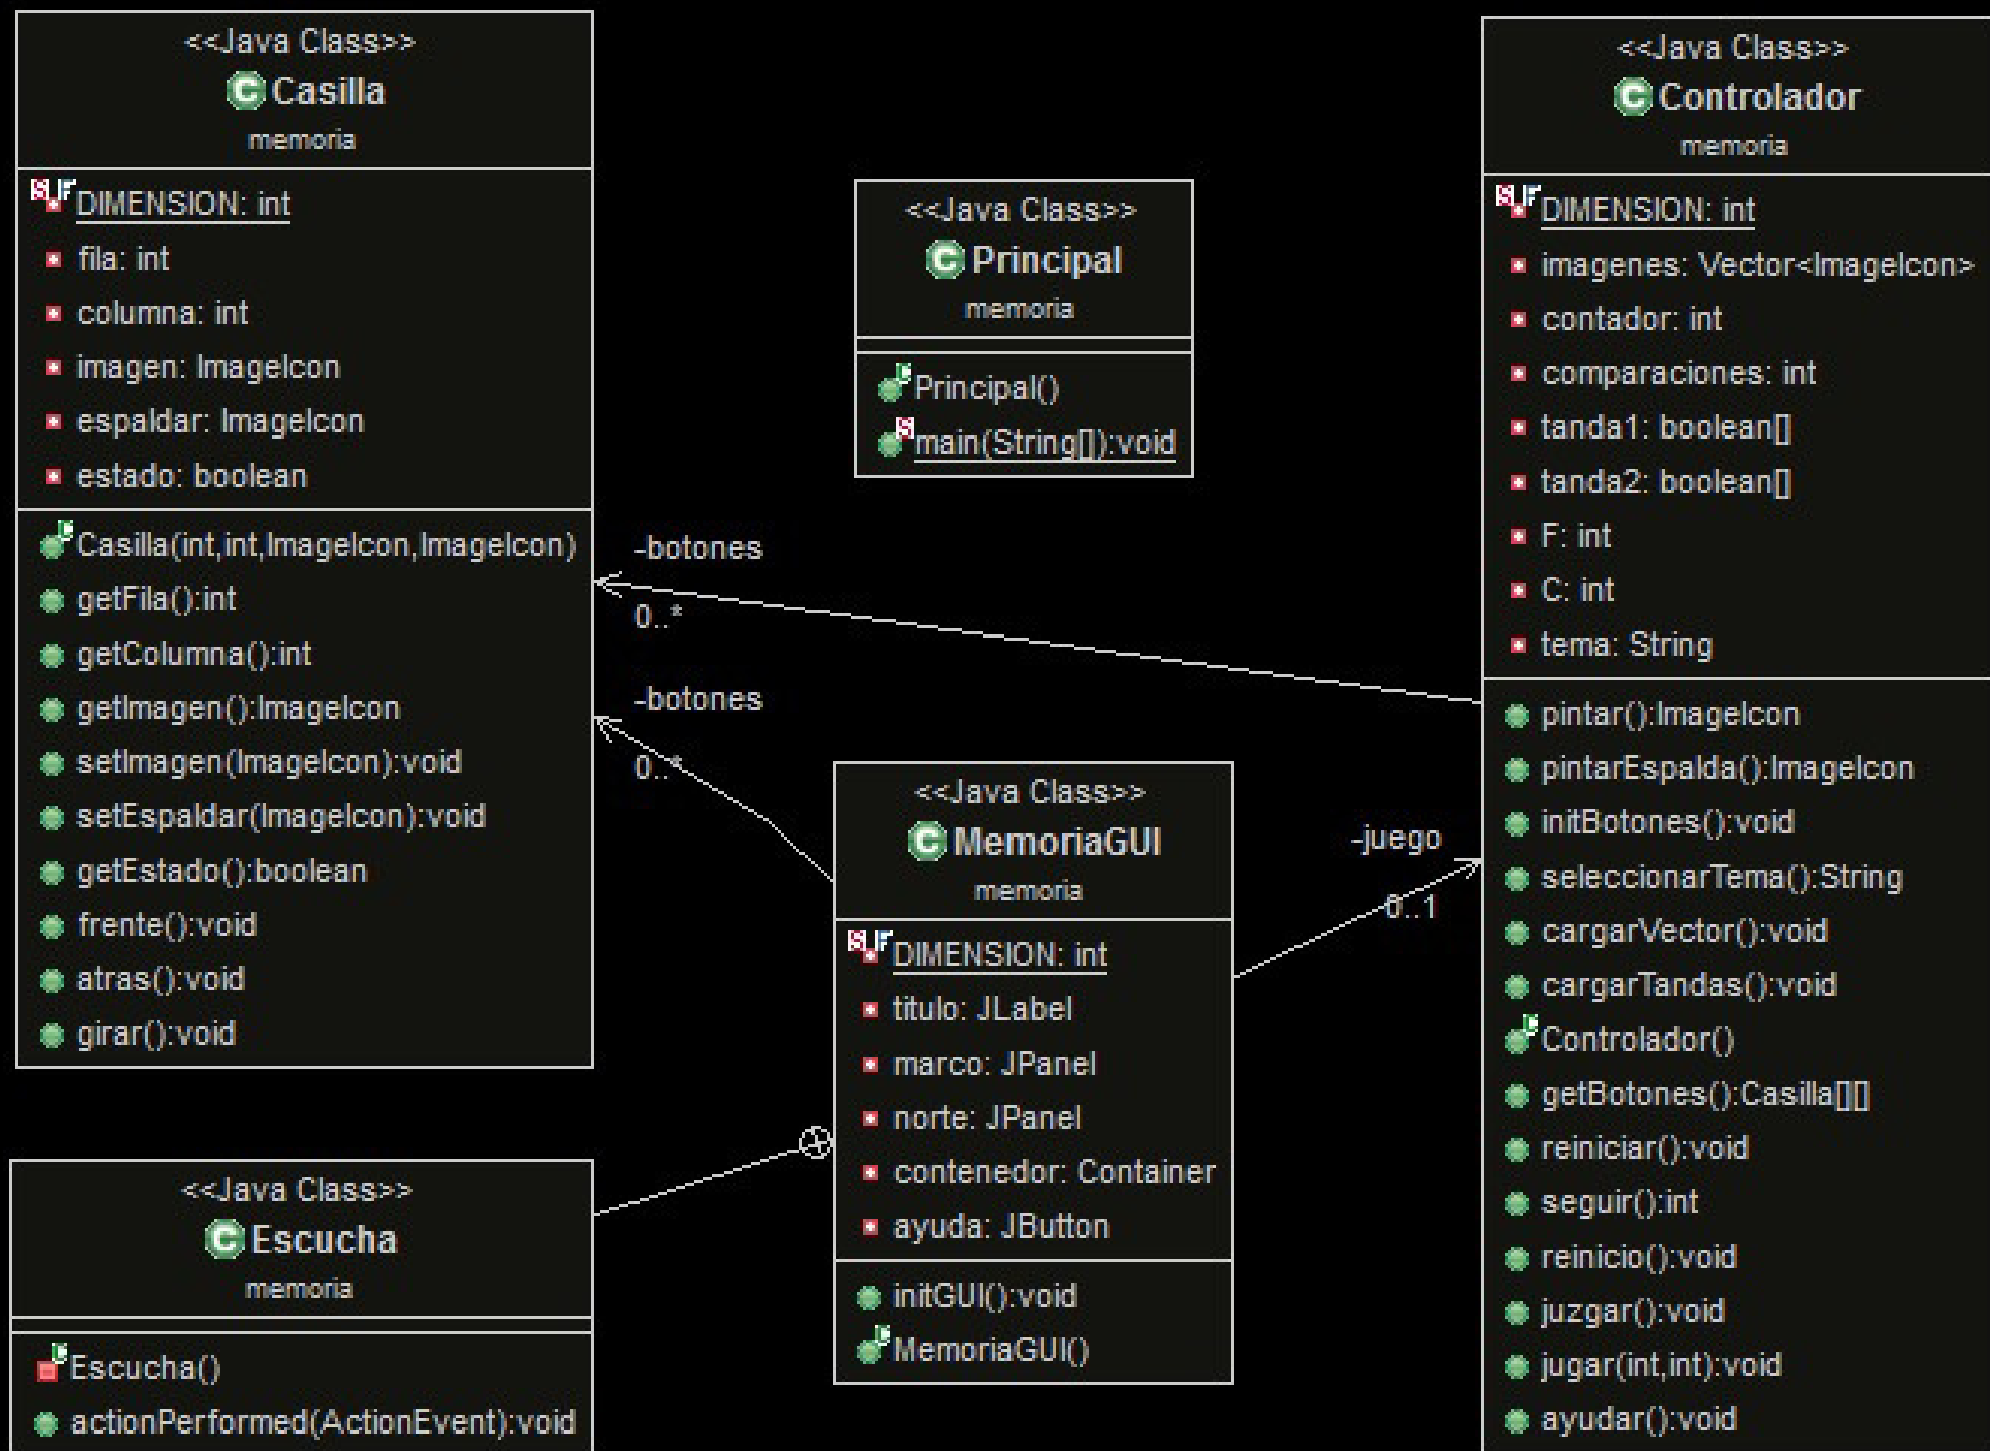 <<Java Class>>
C Casilla
memoria
S F DIMENSION: int
fila: int
columna: int
imagen: ImageIcon
espaldar: ImageIcon
estado: boolean
C Casilla(int,int,ImageIcon,ImageIcon)
getFila():int
getColumna():int
getImagen():ImageIcon
setImagen(ImageIcon):void
setEspaldar(ImageIcon):void
getEstado():boolean
frente():void
atras():void
girar():void
<<Java Class>>
C Principal
memoria
C Principal()
S main(String[]):void
-botones
0..*
-botones
0..*
<<Java Class>>
C MemoriaGUI
memoria
S F DIMENSION: int
titulo: JLabel
marco: JPanel
norte: JPanel
contenedor: Container
ayuda: JButton
initGUI():void
C MemoriaGUI()
-juego
0..1
<<Java Class>>
C Controlador
memoria
S F DIMENSION: int
imagenes: Vector<ImageIcon>
contador: int
comparaciones: int
tanda1: boolean[]
tanda2: boolean[]
F: int
C: int
tema: String
pintar():ImageIcon
pintarEspalda():ImageIcon
initBotones():void
seleccionarTema():String
cargarVector():void
cargarTandas():void
C Controlador()
getBotones():Casilla[][]
reiniciar():void
seguir():int
reinicio():void
juzgar():void
jugar(int,int):void
ayudar():void
<<Java Class>>
C Escucha
memoria
C Escucha()
actionPerformed(ActionEvent):void